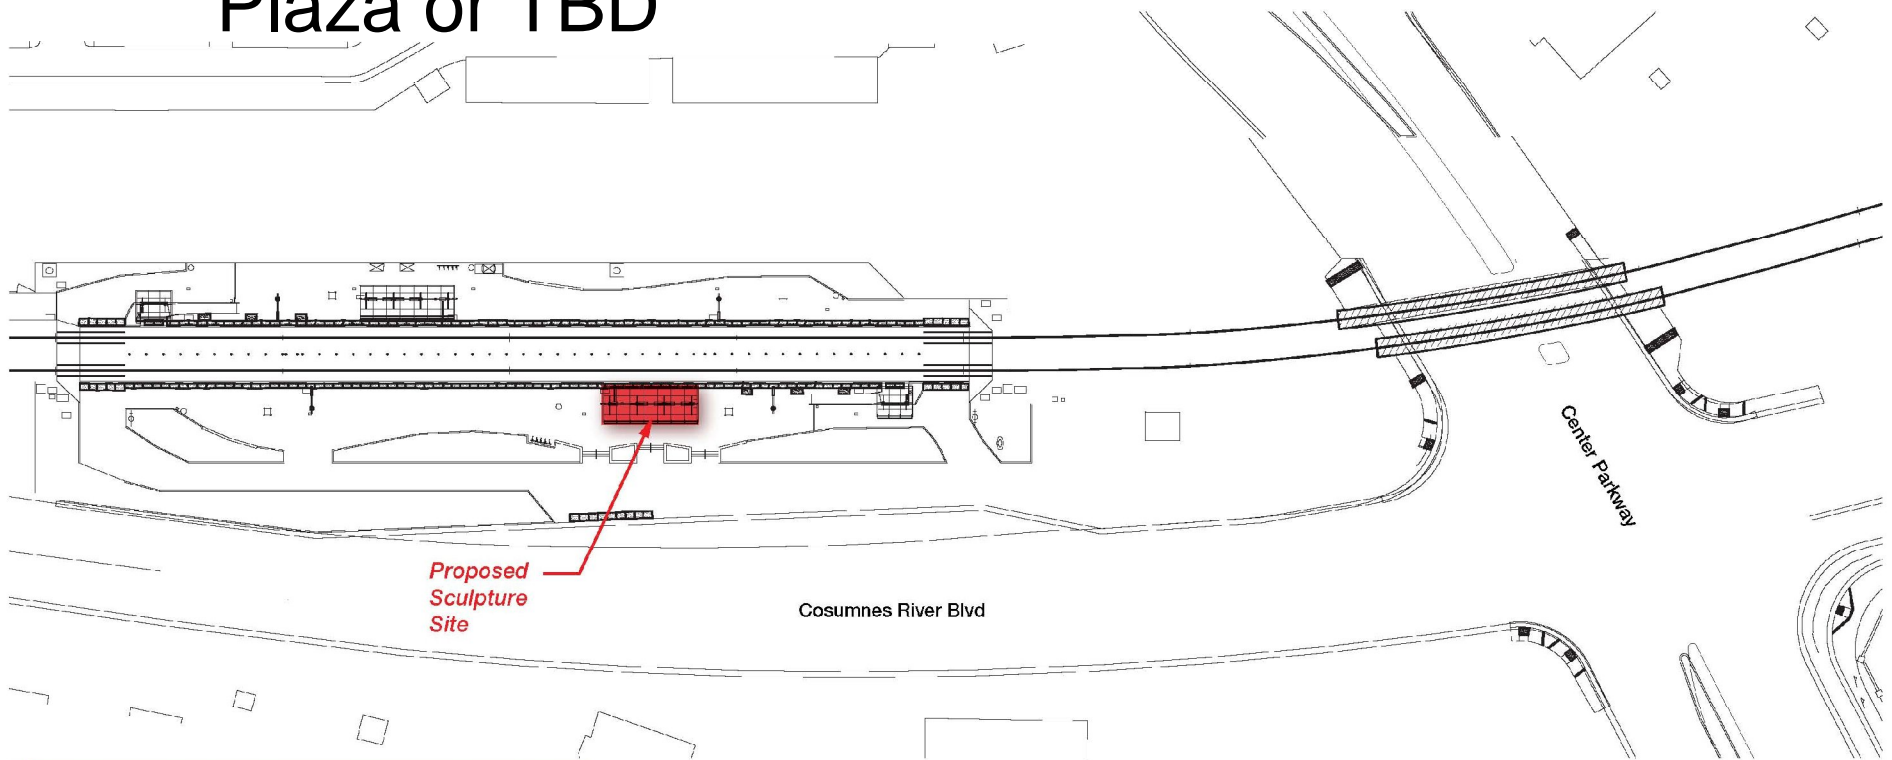 Plaza or TBD
Center Parkway
Proposed
Sculpture
Site
Cosumnes River Blvd